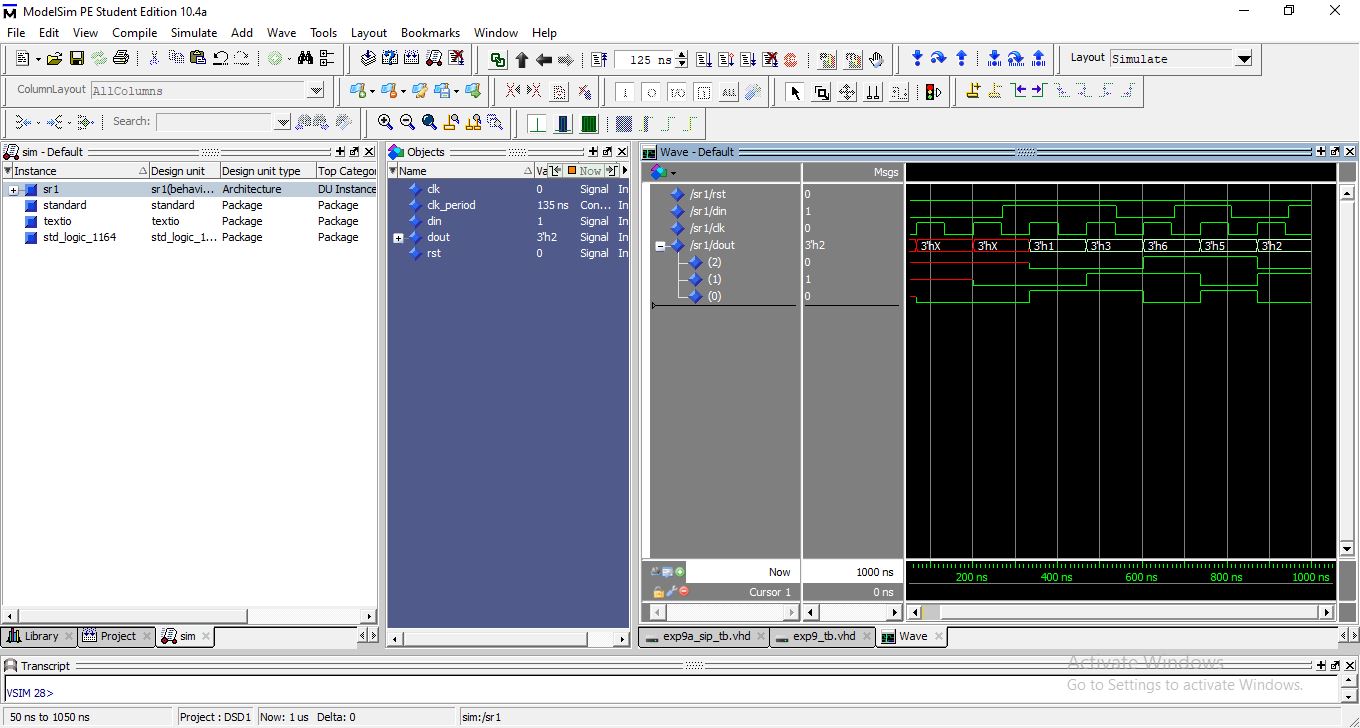 ModelSim PE Student Edition 10.4a
File Edit View Compile Simulate Add Wave Tools Layout Bookmarks Window Help
125 ns
Layout Simulate
ColumnLayout AllColumns
ALL
Search:
sim - Default
Instance Design unit Design unit type Top Categor
sr1 sr1(behavi... Architecture DU Instance
standard standard Package Package
textio textio Package Package
std_logic_1164 std_logic_1... Package Package
Objects
Name Va Now
clk 0 Signal In
clk_period 135 ns Con... In
din 1 Signal In
dout 3'h2 Signal In
rst 0 Signal In
Wave - Default
Msgs
/sr1/rst 0
/sr1/din 1
/sr1/clk 0
/sr1/dout 3'h2 3'hX 3'hX 3'h1 3'h3 3'h6 3'h5 3'h2
(2) 0
(1) 1
(0) 0
Now 1000 ns
Cursor 1 0 ns
200 ns 400 ns 600 ns 800 ns 1000 ns
Library Project sim
exp9a_sip_tb.vhd exp9_tb.vhd Wave
Transcript
VSIM 28>
Activate Windows
Go to Settings to activate Windows.
50 ns to 1050 ns Project : DSD1 Now: 1 us Delta: 0 sim:/sr1